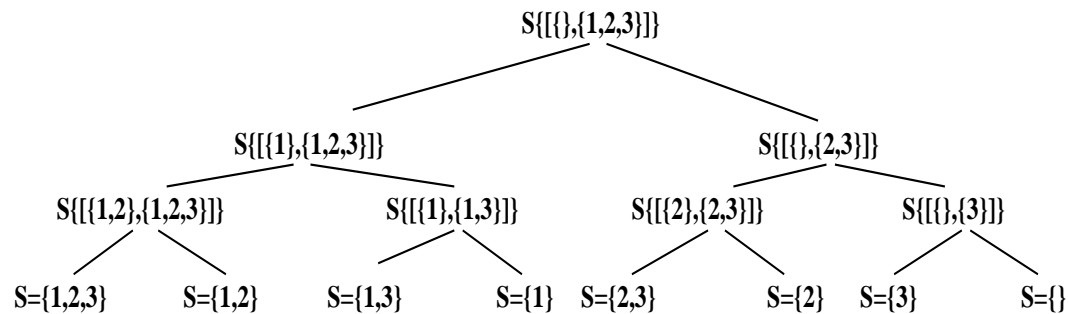 S{[{},{1,2,3}]}
S{[{1},{1,2,3}]} S{[{},{2,3}]}
S{[{1,2},{1,2,3}]} S{[{1},{1,3}]} S{[{2},{2,3}]} S{[{},{3}]}
S={1,2,3} S={1,2} S={1,3} S={1} S={2,3} S={2} S={3} S={}